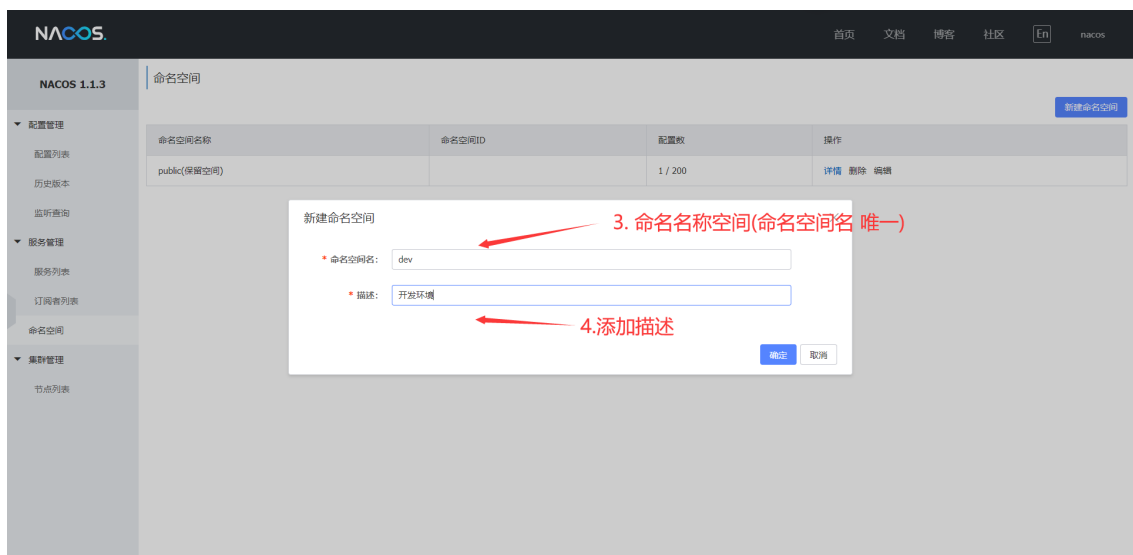 NACOS.
首页 文档 博客 社区 En nacos
NACOS 1.1.3
命名空间
新建命名空间
配置管理
命名空间名称 命名空间ID 配置数 操作
配置列表
public(保留空间) 1 / 200 详情 删除 编辑
历史版本
监听查询
服务管理
服务列表
订阅者列表
命名空间
集群管理
节点列表
新建命名空间
3. 命名名称空间(命名空间名 唯一)
* 命名空间名: dev
* 描述: 开发环境
4.添加描述
确定 取消